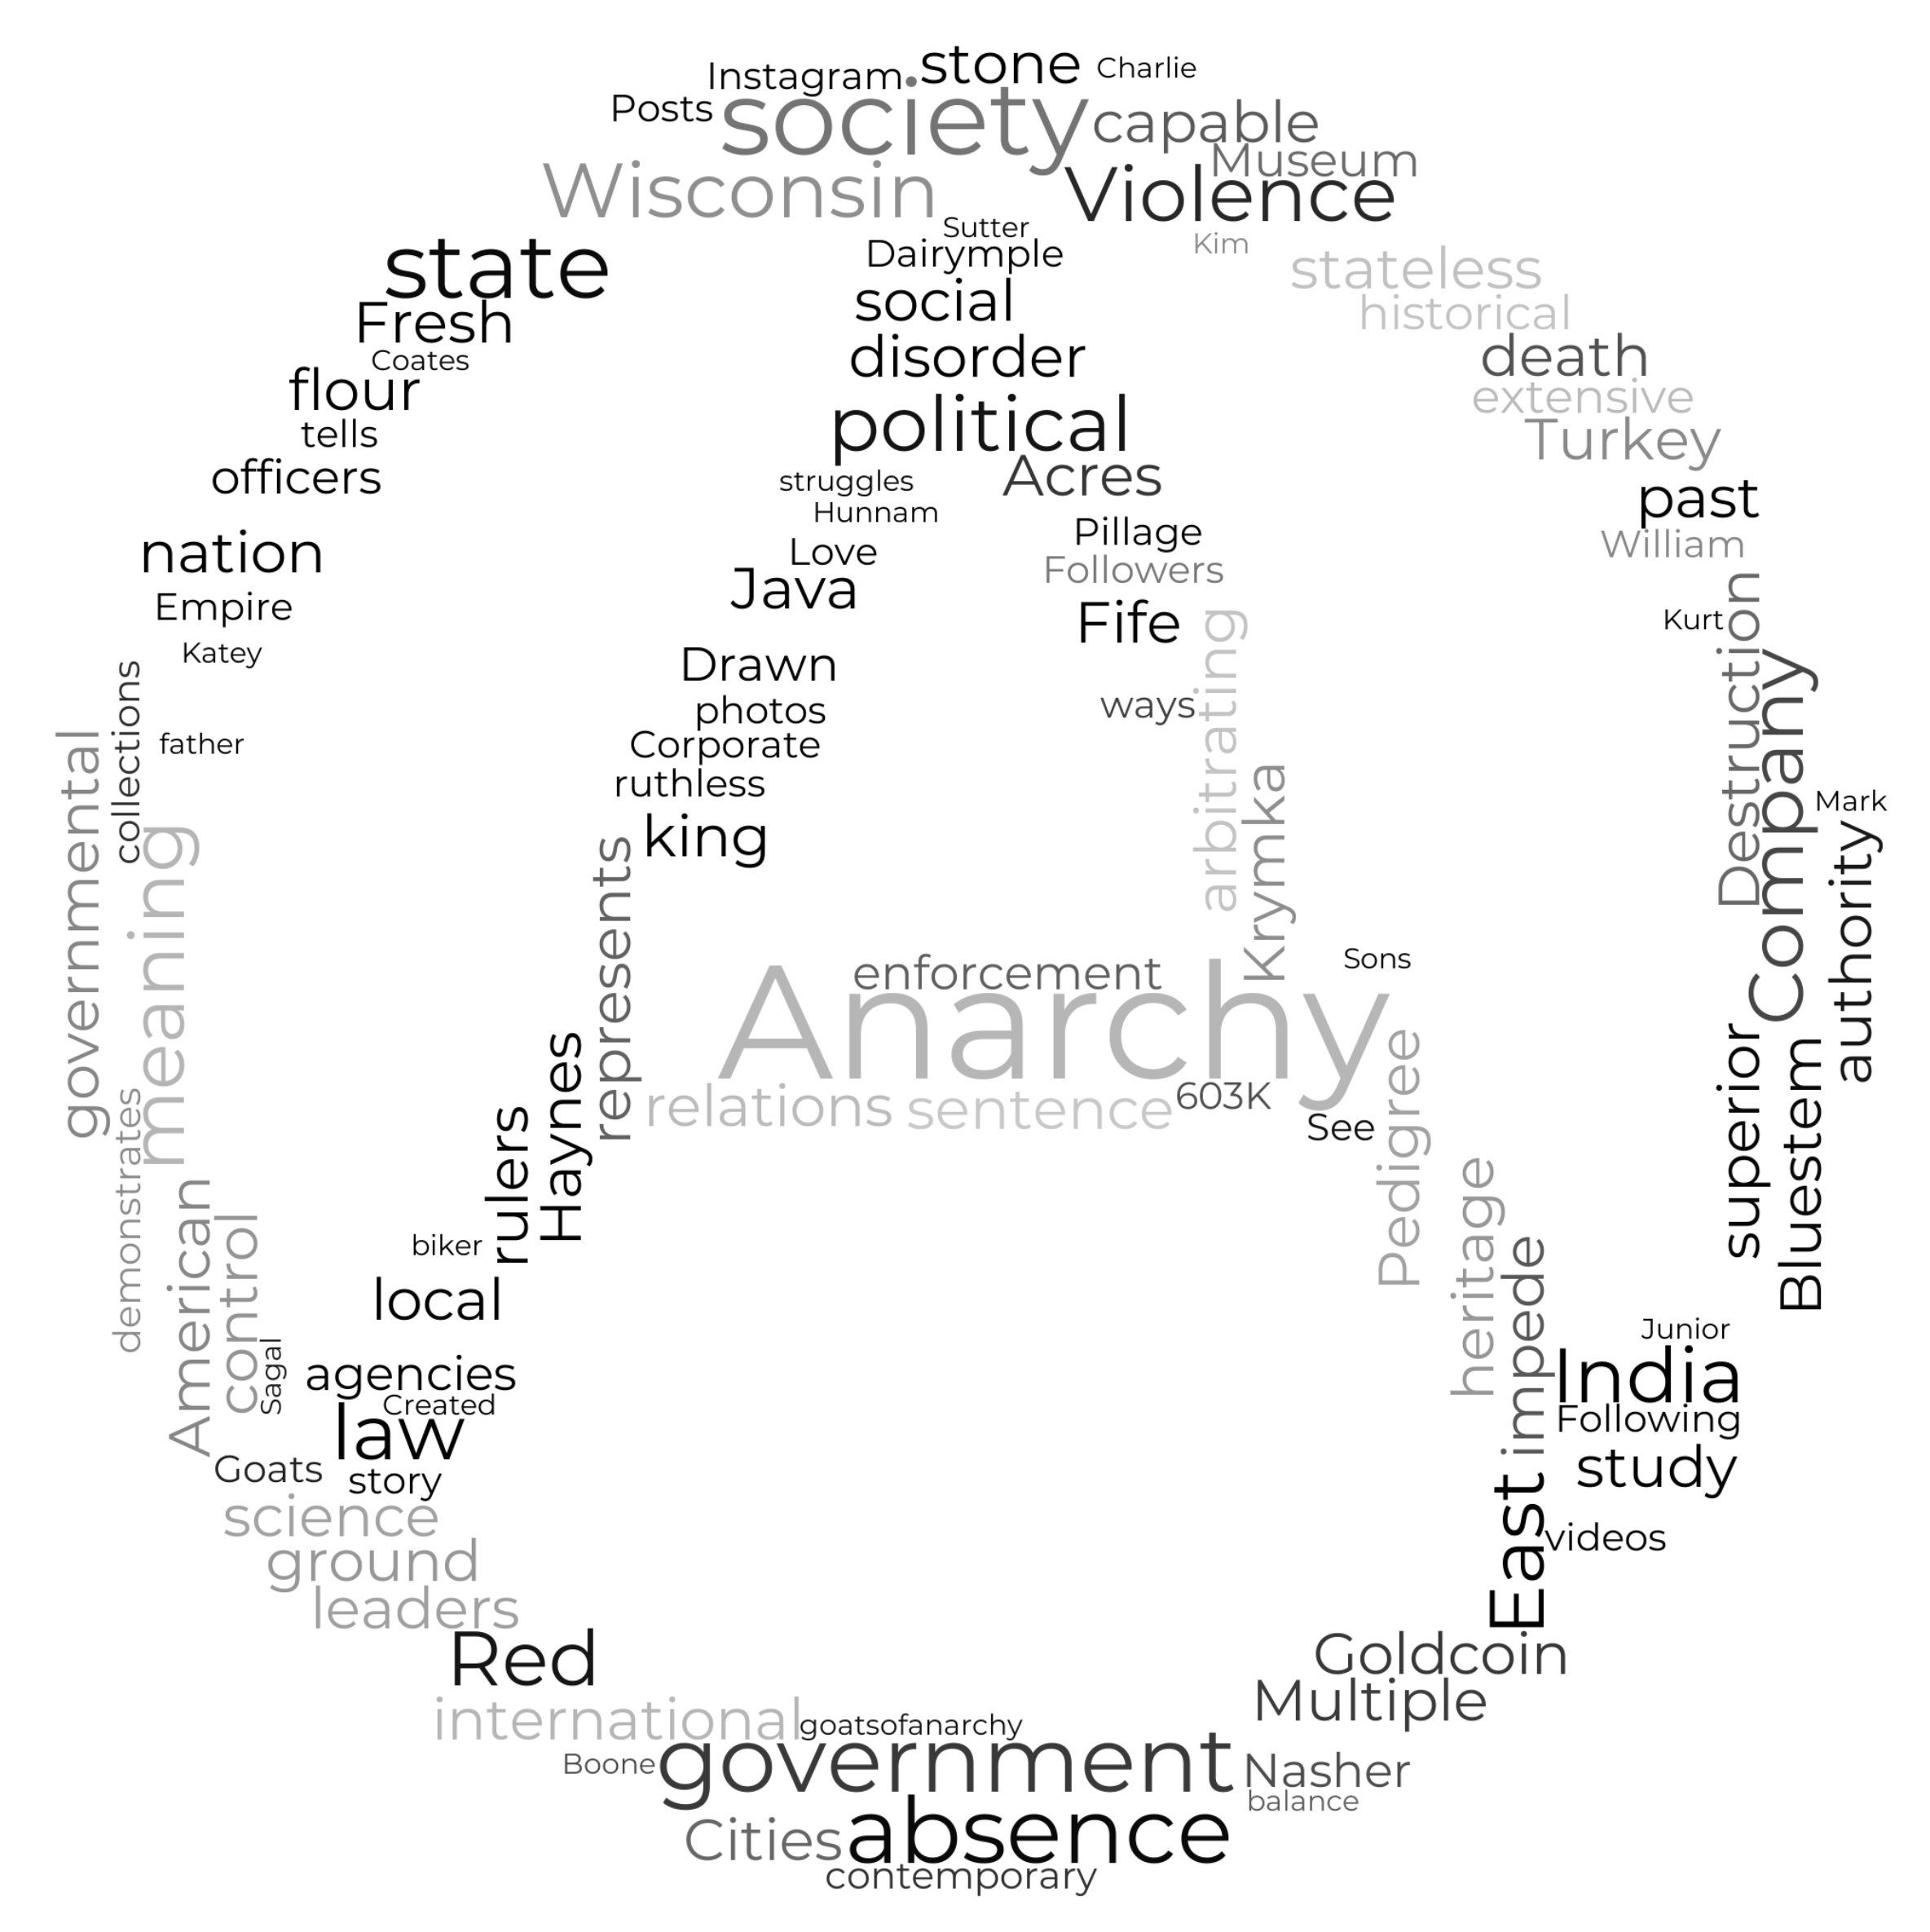 stone
Charlie
Instagram
Posts
society
capable
Museum
Wisconsin
Violence
Sutter
Kim
Dairymple
state
stateless
social
historical
Fresh
Coates
disorder
death
flour
extensive
tells
political
Turkey
officers
struggles
Acres
past
Hunnam
Pillage
William
nation
Love
Followers
Java
Empire
Fife
Kurt
Katey
Drawn
arbitrating
Destruction
collections
photos
ways
father
Corporate
Company
governmental
ruthless
Mark
king
Krymka
meaning
represents
authority
enforcement
Sons
Anarchy
603K
relations
sentence
See
Pedigree
superior
Haynes
Bluestem
rulers
demonstrates
American
control
biker
heritage
local
impede
Junior
Sagal
agencies
India
Created
law
Following
Goats
story
study
science
East
videos
ground
leaders
Red
Goldcoin
Multiple
international
goatsofanarchy
Boone
government
Nasher
balance
Cities
absence
contemporary